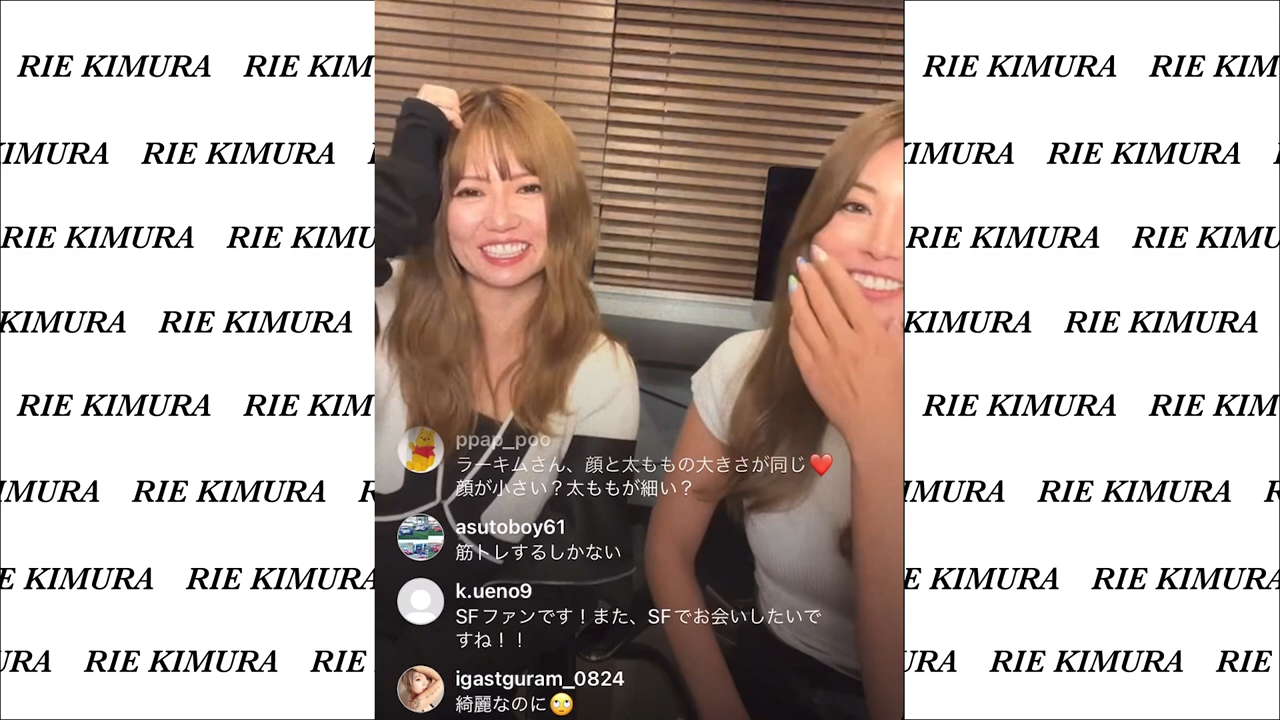 RIE KIMURA RIE KIM
IMURA RIE KIMURA
RIE KIMURA RIE KIMU
KIMURA RIE KIMURA
RIE KIMURA RIE KIM
IMURA RIE KIMURA R
E KIMURA RIE KIMURA
URA RIE KIMURA RIE
ppap_poo
ラーキムさん、顔と太ももの大きさが同じ❤️
顔が小さい？太ももが細い？
asutoboy61
筋トレするしかない
k.ueno9
SFファンです！また、SFでお会いしたいで
すね！！
igastguram_0824
綺麗なのに🙄
RIE KIMURA RIE KIM
IMURA RIE KIMURA
RIE KIMURA RIE KIMU
KIMURA RIE KIMURA
RIE KIMURA RIE KIM
IMURA RIE KIMURA R
E KIMURA RIE KIMURA
URA RIE KIMURA RIE